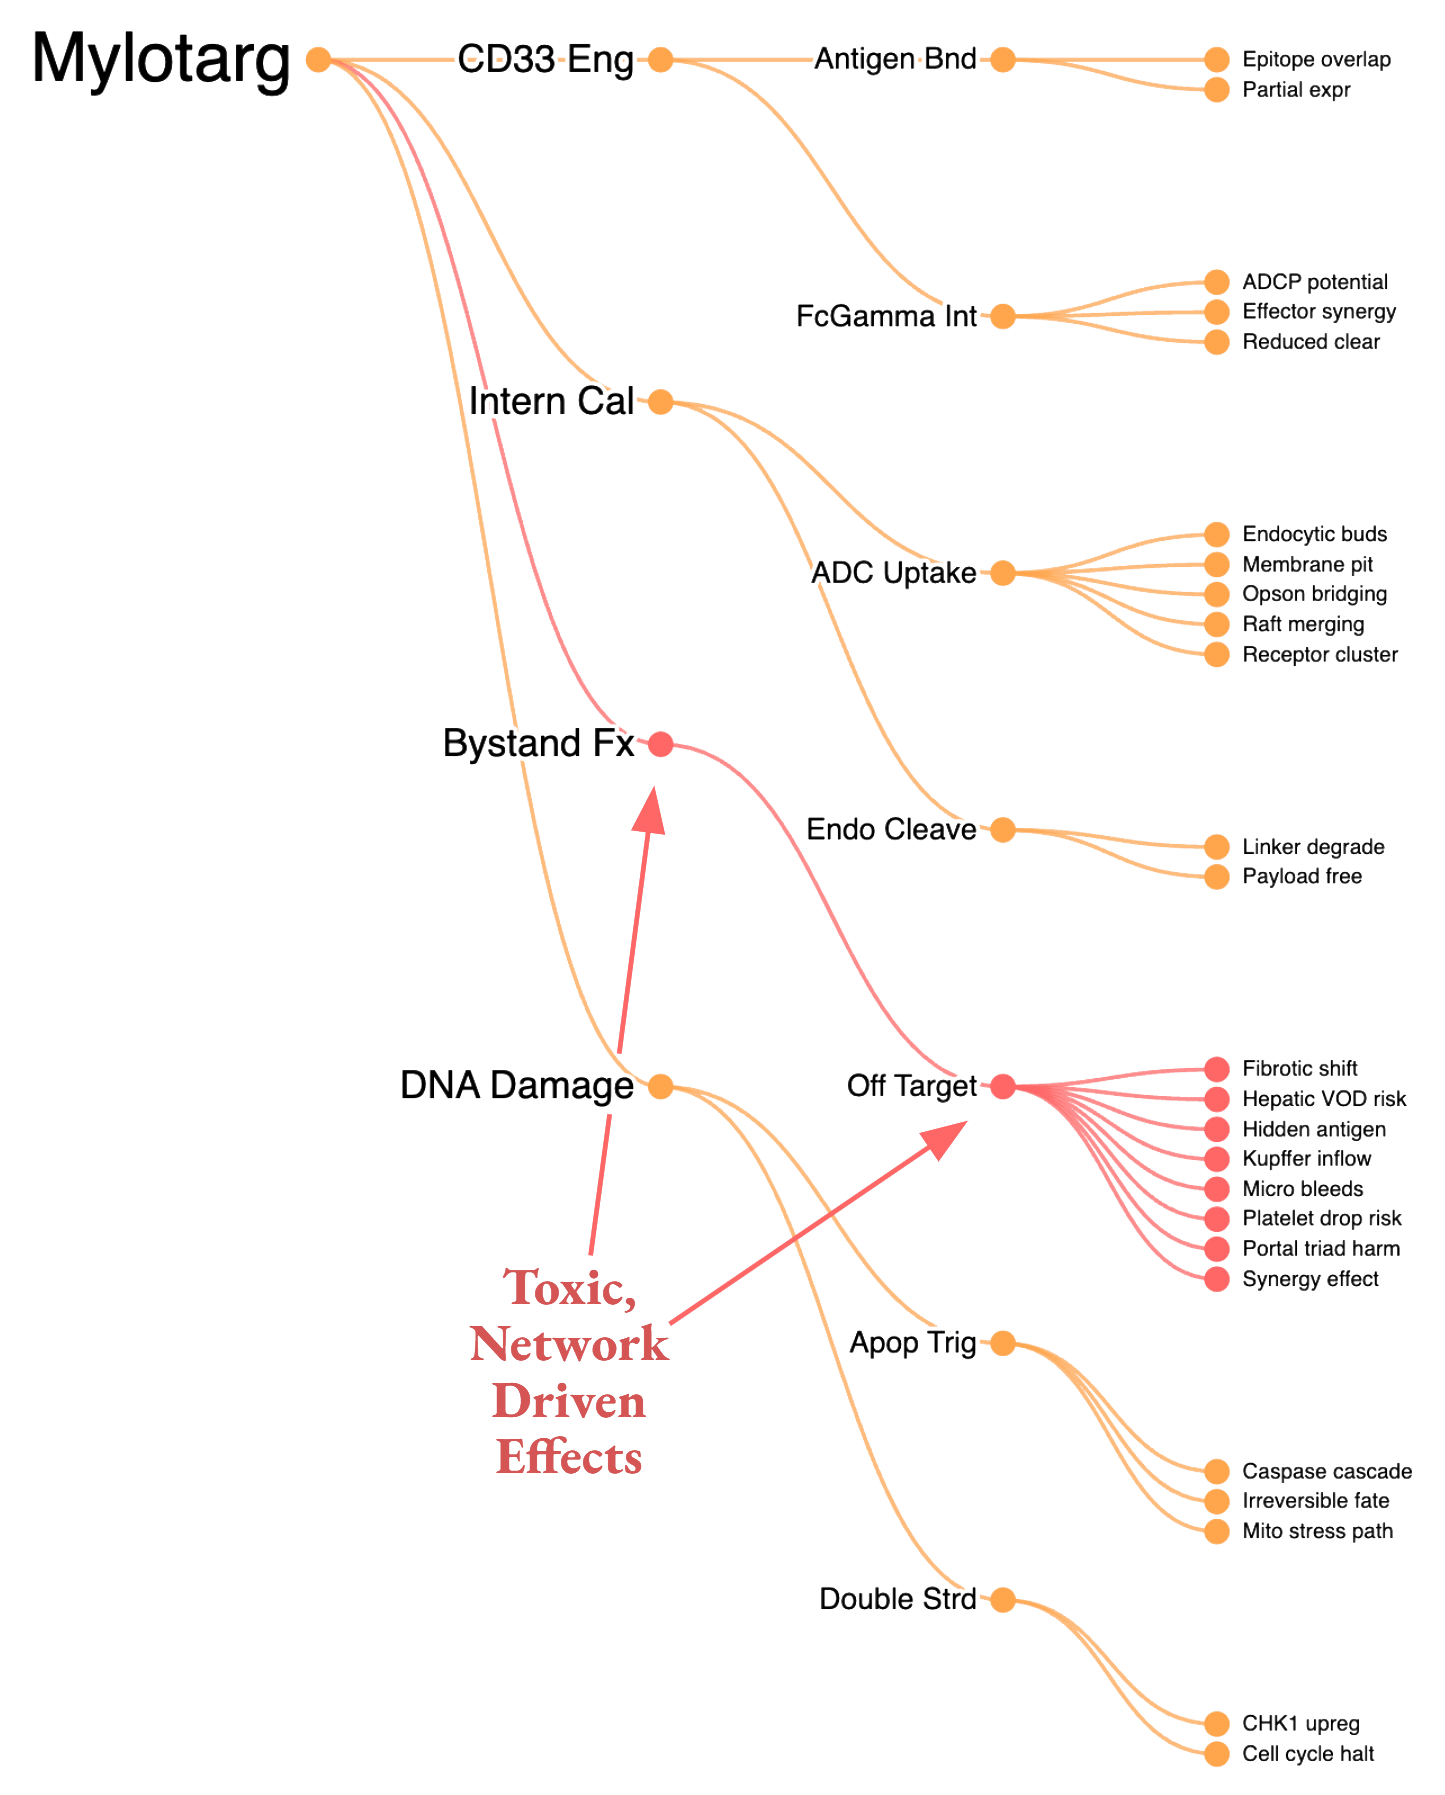 Mylotarg
CD33 Eng
Antigen Bnd
Epitope overlap
Partial expr
FcGamma Int
ADCP potential
Effector synergy
Reduced clear
Intern Cal
ADC Uptake
Endocytic buds
Membrane pit
Opson bridging
Raft merging
Receptor cluster
Endo Cleave
Linker degrade
Payload free
Bystand Fx
Off Target
Fibrotic shift
Hepatic VOD risk
Hidden antigen
Kupffer inflow
Micro bleeds
Platelet drop risk
Portal triad harm
Synergy effect
DNA Damage
Apop Trig
Caspase cascade
Irreversible fate
Mito stress path
Double Strd
CHK1 upreg
Cell cycle halt
Toxic,
Network
Driven
Effects